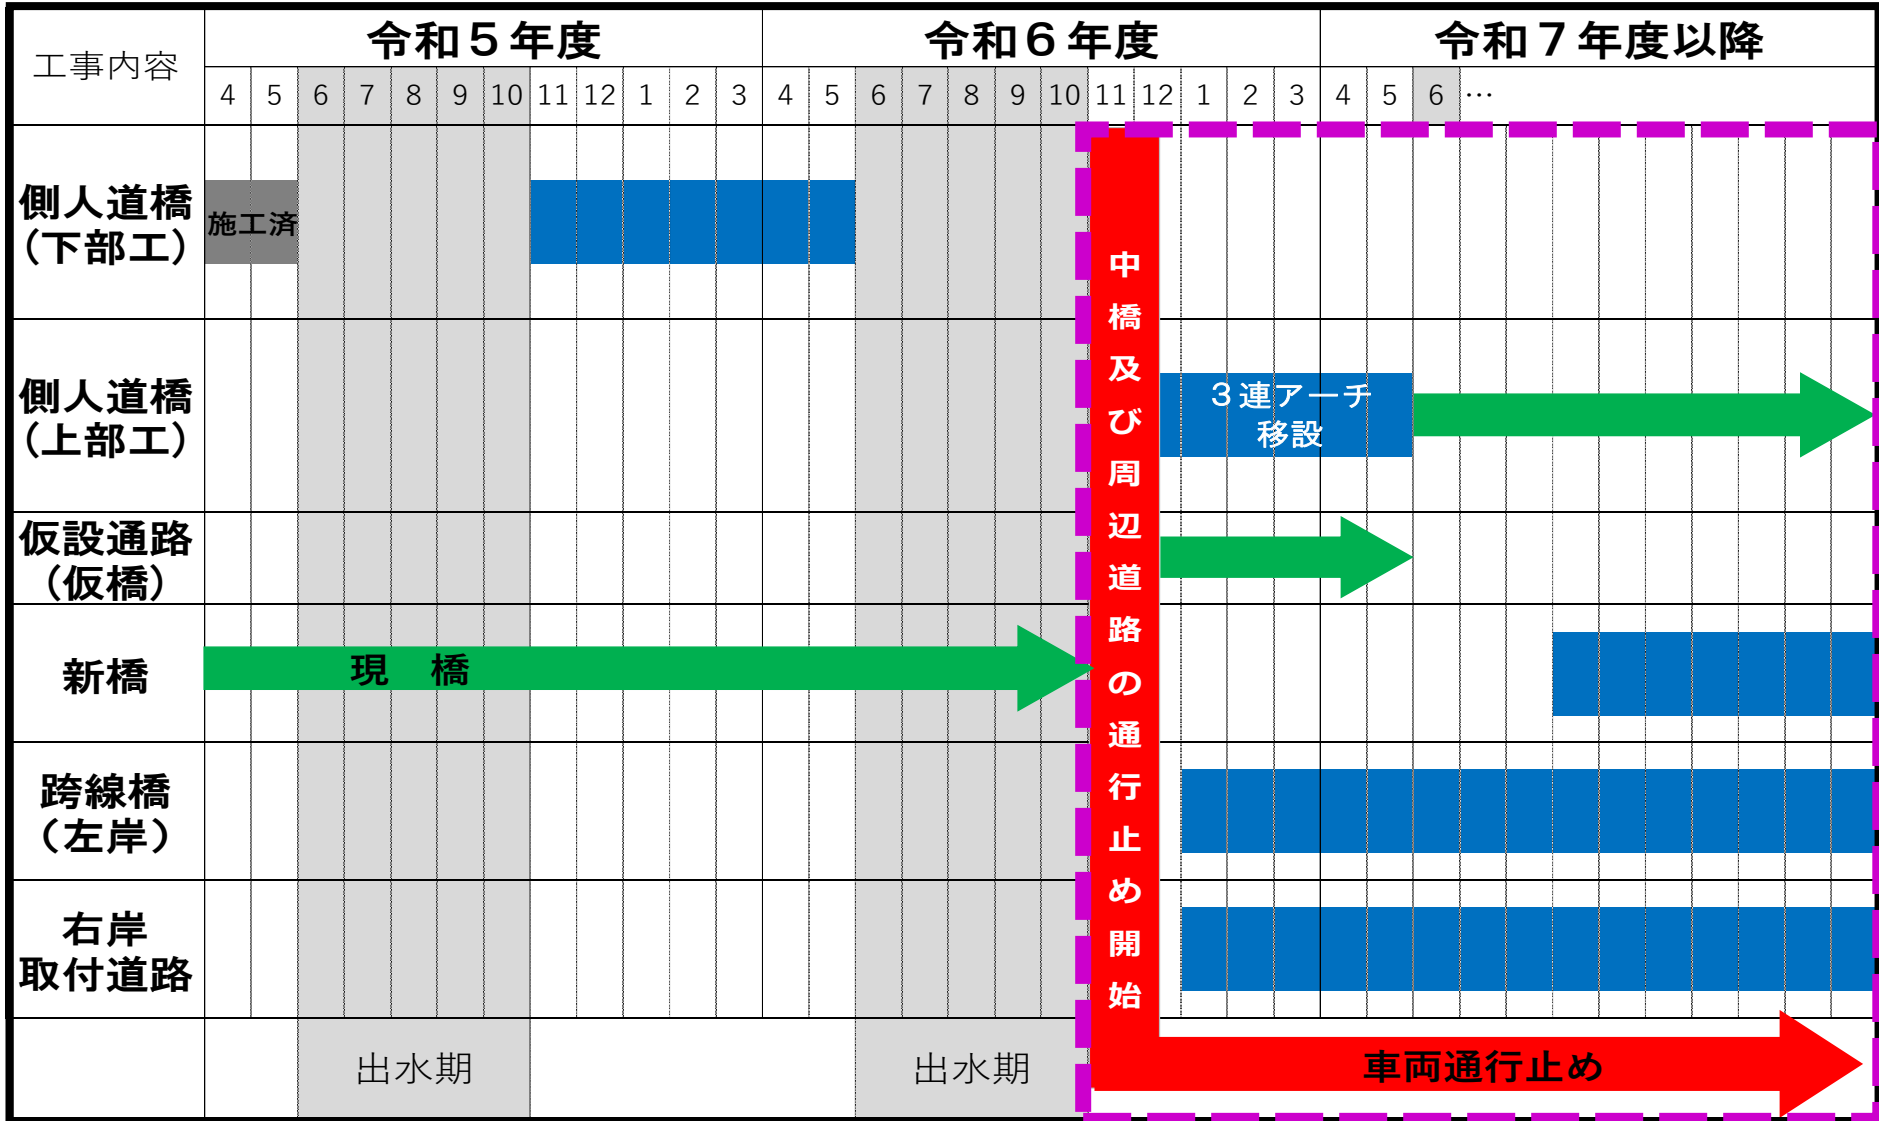 工事内容
令和５年度
令和６年度
令和７年度以降
4 5 6 7 8 9 10 11 12 1 2 3 4 5 6 7 8 9 10 11 12 1 2 3 4 5 6 …
側人道橋
（下部工）
施工済
側人道橋
（上部工）
３連アーチ
移設
仮設通路
（仮橋）
新橋
現　橋
跨線橋
（左岸）
右岸
取付道路
中橋及び周辺道路の通行止め開始
出水期
出水期
車両通行止め